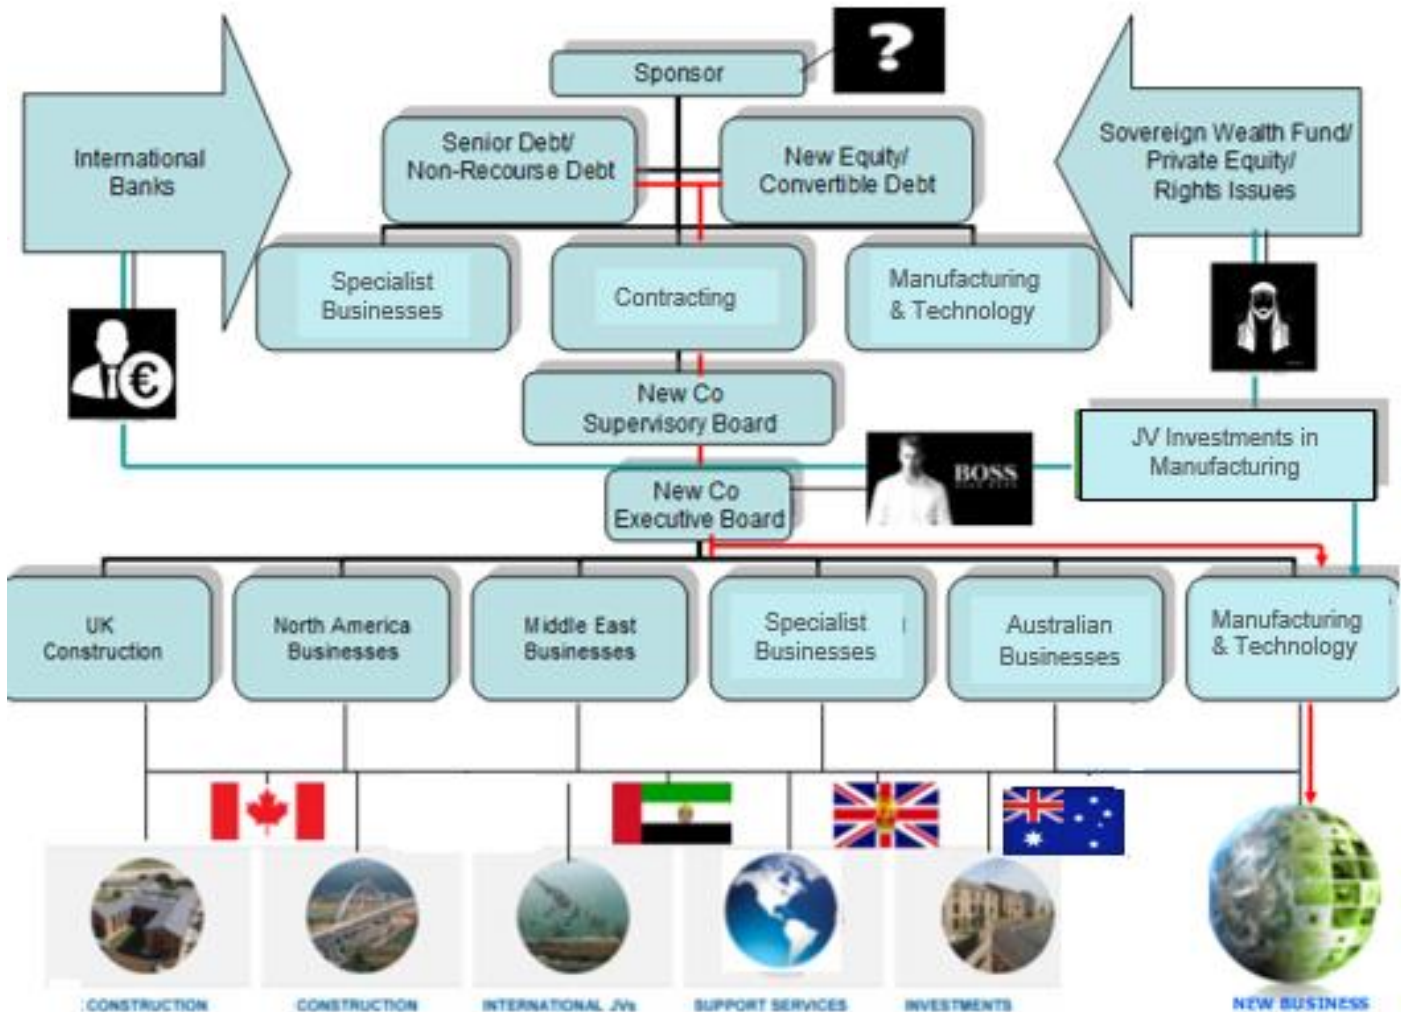 ?
Sponsor
International
Banks
Senior Debt/
Non-Recourse Debt
New Equity/
Convertible Debt
Sovereign Wealth Fund/
Private Equity/
Rights Issues
Specialist
Businesses
Contracting
Manufacturing
& Technology
€
New Co
Supervisory Board
BOSS
JV Investments in
Manufacturing
New Co
Executive Board
UK
Construction
North America
Businesses
Middle East
Businesses
Specialist
Businesses
Australian
Businesses
Manufacturing
& Technology
CONSTRUCTION
CONSTRUCTION
INTERNATIONAL JVs
SUPPORT SERVICES
INVESTMENTS
NEW BUSINESS